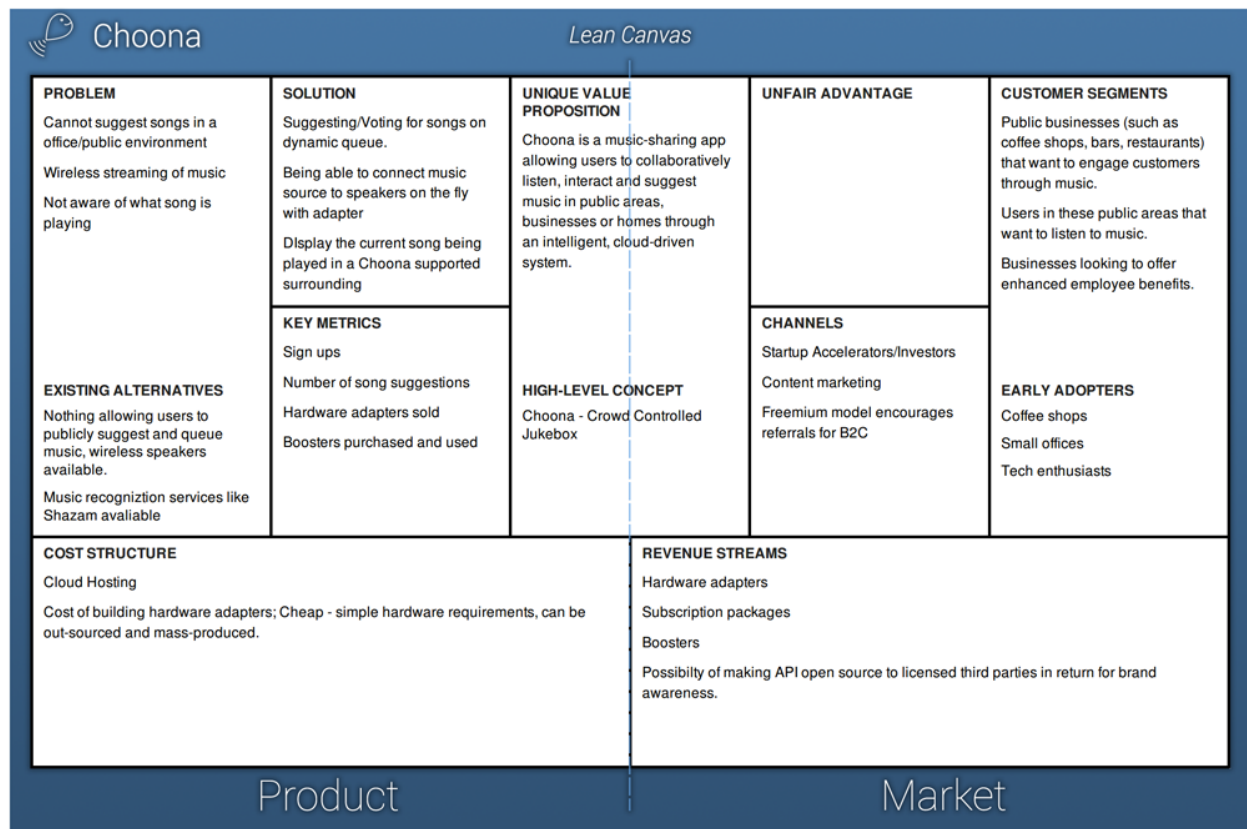 Choona
Lean Canvas
PROBLEM
Cannot suggest songs in a
office/public environment
Wireless streaming of music
Not aware of what song is
playing
EXISTING ALTERNATIVES
Nothing allowing users to
publicly suggest and queue
music, wireless speakers
available.
Music recogniztion services like
Shazam avaliable
SOLUTION
Suggesting/Voting for songs on
dynamic queue.
Being able to connect music
source to speakers on the fly
with adapter
DIsplay the current song being
played in a Choona supported
surrounding
KEY METRICS
Sign ups
Number of song suggestions
Hardware adapters sold
Boosters purchased and used
UNIQUE VALUE
PROPOSITION
Choona is a music-sharing app
allowing users to collaboratively
listen, interact and suggest
music in public areas,
businesses or homes through
an intelligent, cloud-driven
system.
HIGH-LEVEL CONCEPT
Choona - Crowd Controlled
Jukebox
UNFAIR ADVANTAGE
CHANNELS
Startup Accelerators/Investors
Content marketing
Freemium model encourages
referrals for B2C
CUSTOMER SEGMENTS
Public businesses (such as
coffee shops, bars, restaurants)
that want to engage customers
through music.
Users in these public areas that
want to listen to music.
Businesses looking to offer
enhanced employee benefits.
EARLY ADOPTERS
Coffee shops
Small offices
Tech enthusiasts
COST STRUCTURE
Cloud Hosting
Cost of building hardware adapters; Cheap - simple hardware requirements, can be
out-sourced and mass-produced.
REVENUE STREAMS
Hardware adapters
Subscription packages
Boosters
Possibilty of making API open source to licensed third parties in return for brand
awareness.
Product
Market